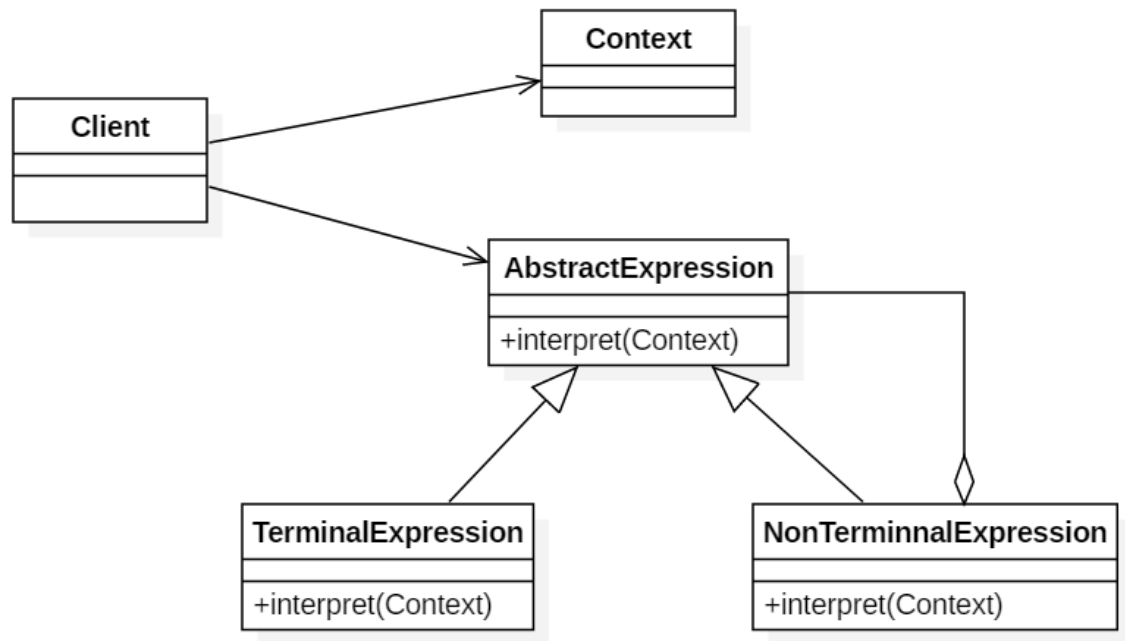 Context
Client
AbstractExpression
+interpret(Context)
TerminalExpression
NonTerminnalExpression
+interpret(Context)
+interpret(Context)